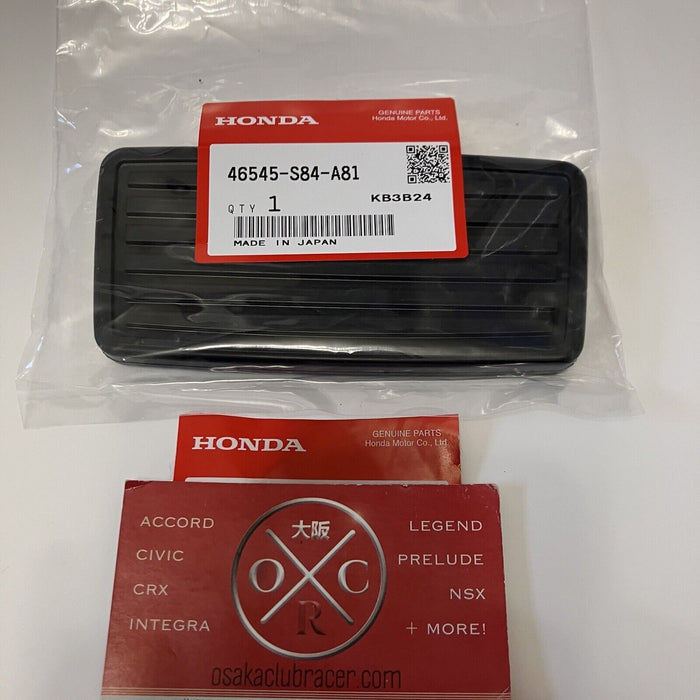 HONDA
GENUINE PARTS
Honda Motor Co., Ltd.
46545-S84-A81
QTY 1
KB3B24
MADE IN JAPAN
HONDA
GENUINE PARTS
Honda Motor Co., Ltd.
ACCORD
CIVIC
CRX
INTEGRA
大阪
O C
R
LEGEND
PRELUDE
NSX
+ MORE!
osakaclubracer.com